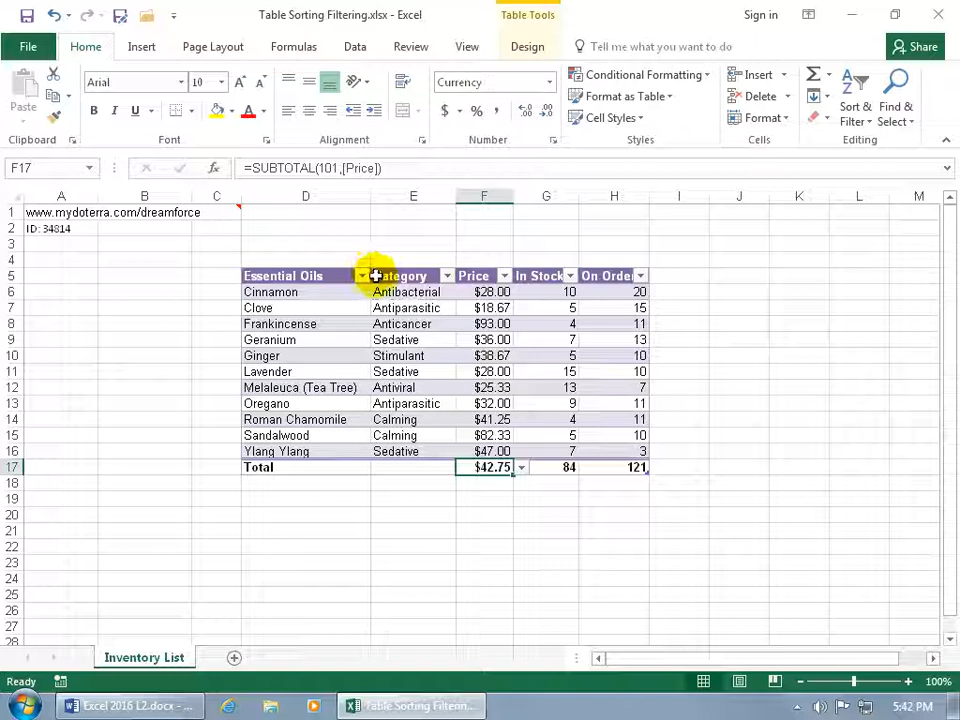 Table Sorting Filtering.xlsx - Excel
Table Tools
Sign in
File Home Insert Page Layout Formulas Data Review View Design Tell me what you want to do Share
Paste
Arial 10
B I U A
Currency
$ % ,
Conditional Formatting
Format as Table
Cell Styles
Insert
Delete
Format
Sort & Filter
Find & Select
Clipboard Font Alignment Number Styles Cells Editing
F17 fx =SUBTOTAL(101,[Price])
A B C D E F G H I J K L M
1 www.mydoterra.com/dreamforce
2 ID: 34814
3
4
5 Essential Oils Category Price In Stock On Order
6 Cinnamon Antibacterial $28.00 10 20
7 Clove Antiparasitic $18.67 5 15
8 Frankincense Anticancer $93.00 4 11
9 Geranium Sedative $36.00 7 13
10 Ginger Stimulant $38.67 5 10
11 Lavender Sedative $28.00 15 10
12 Melaleuca (Tea Tree) Antiviral $25.33 13 7
13 Oregano Antiparasitic $32.00 9 11
14 Roman Chamomile Calming $41.25 4 11
15 Sandalwood Calming $82.33 5 10
16 Ylang Ylang Sedative $47.00 7 3
17 Total $42.75 84 121
18
19
20
21
22
23
24
25
26
27
28
Inventory List
Ready
100%
Excel 2016 L2.docx - ...
Table Sorting Filterin...
5:42 PM